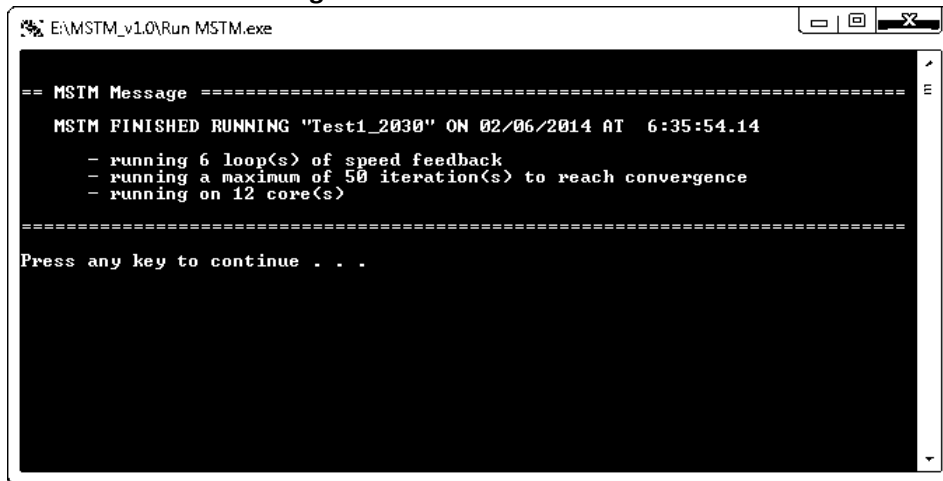 E:\MSTM_v1.0\Run MSTM.exe
== MSTM Message ===============================================================
MSTM FINISHED RUNNING "Test1_2030" ON 02/06/2014 AT  6:35:54.14
- running 6 loop(s) of speed feedback
- running a maximum of 50 iteration(s) to reach convergence
- running on 12 core(s)
===============================================================================
Press any key to continue . . .